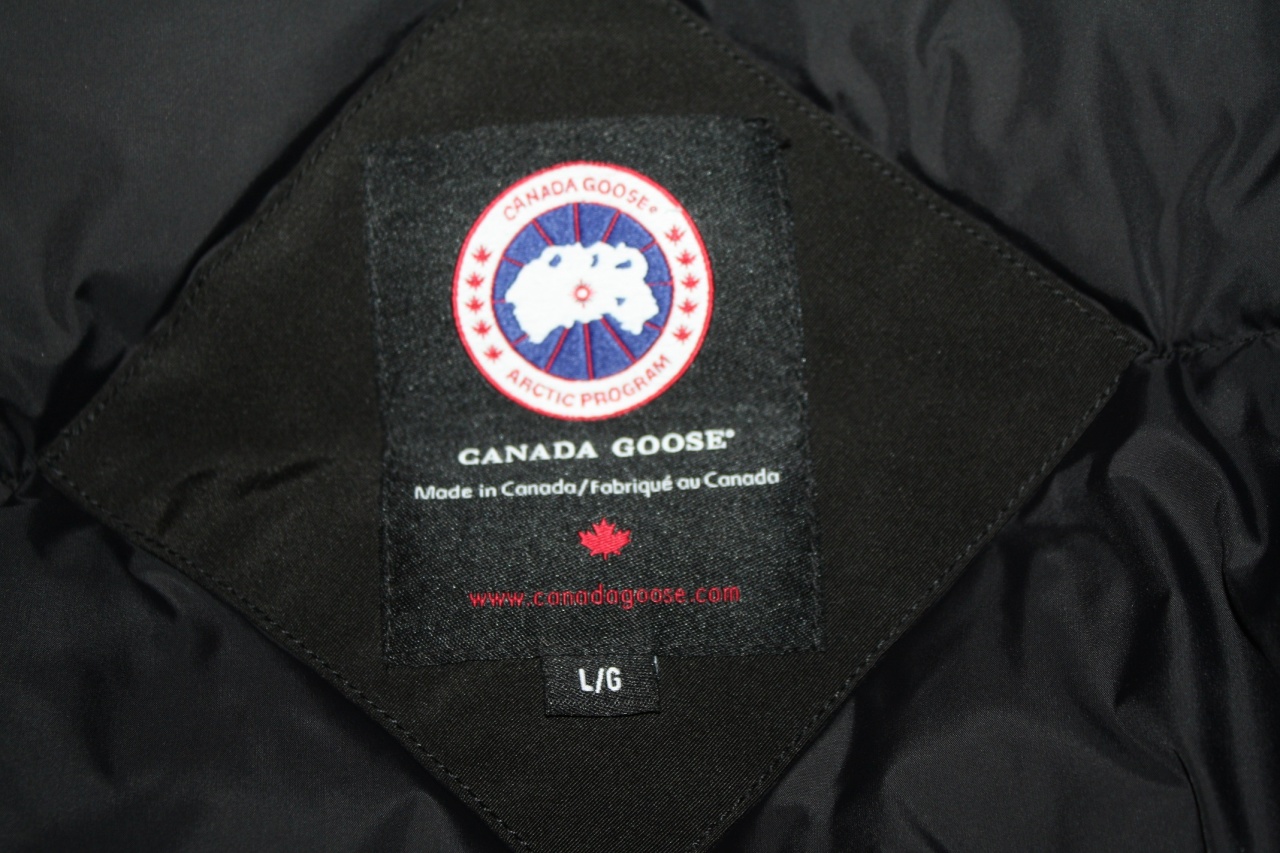 CANADA GOOSE®
ARCTIC PROGRAM
CANADA GOOSE®
Made in Canada/Fabriqué au Canada
www.canadagoose.com
L/G